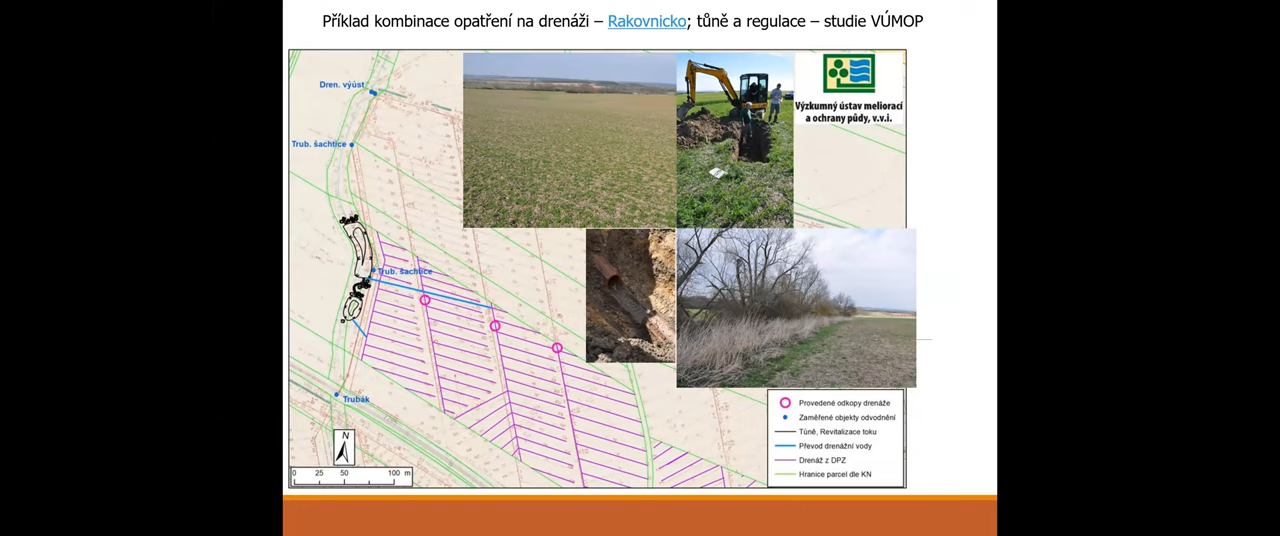 Příklad kombinace opatření na drenáži – Rakovnicko; tůně a regulace – studie VÚMOP
Dren. výúst
Trub. šachtice
Výzkumný ústav meliorací
a ochrany půdy, v.v.i.
Trub. šachtice
Trubák
N
0 25 50 100 m
Provedené odkopy drenáže
Zaměřené objekty odvodnění
Tůně, Revitalizace toku
Převod drenážní vody
Drenáž z DPZ
Hranice parcel dle KN